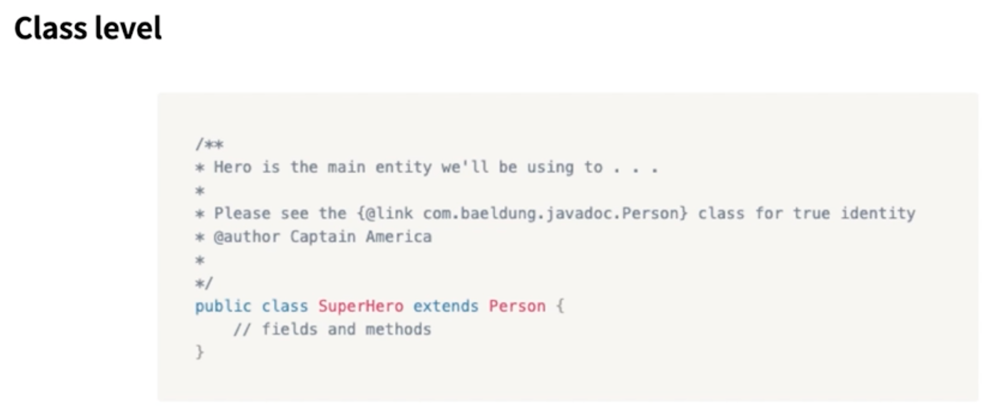 Class level
/**
* Hero is the main entity we'll be using to . . .
*
* Please see the {@link com.baeldung.javadoc.Person} class for true identity
* @author Captain America
*
*/
public class SuperHero extends Person {
    // fields and methods
}